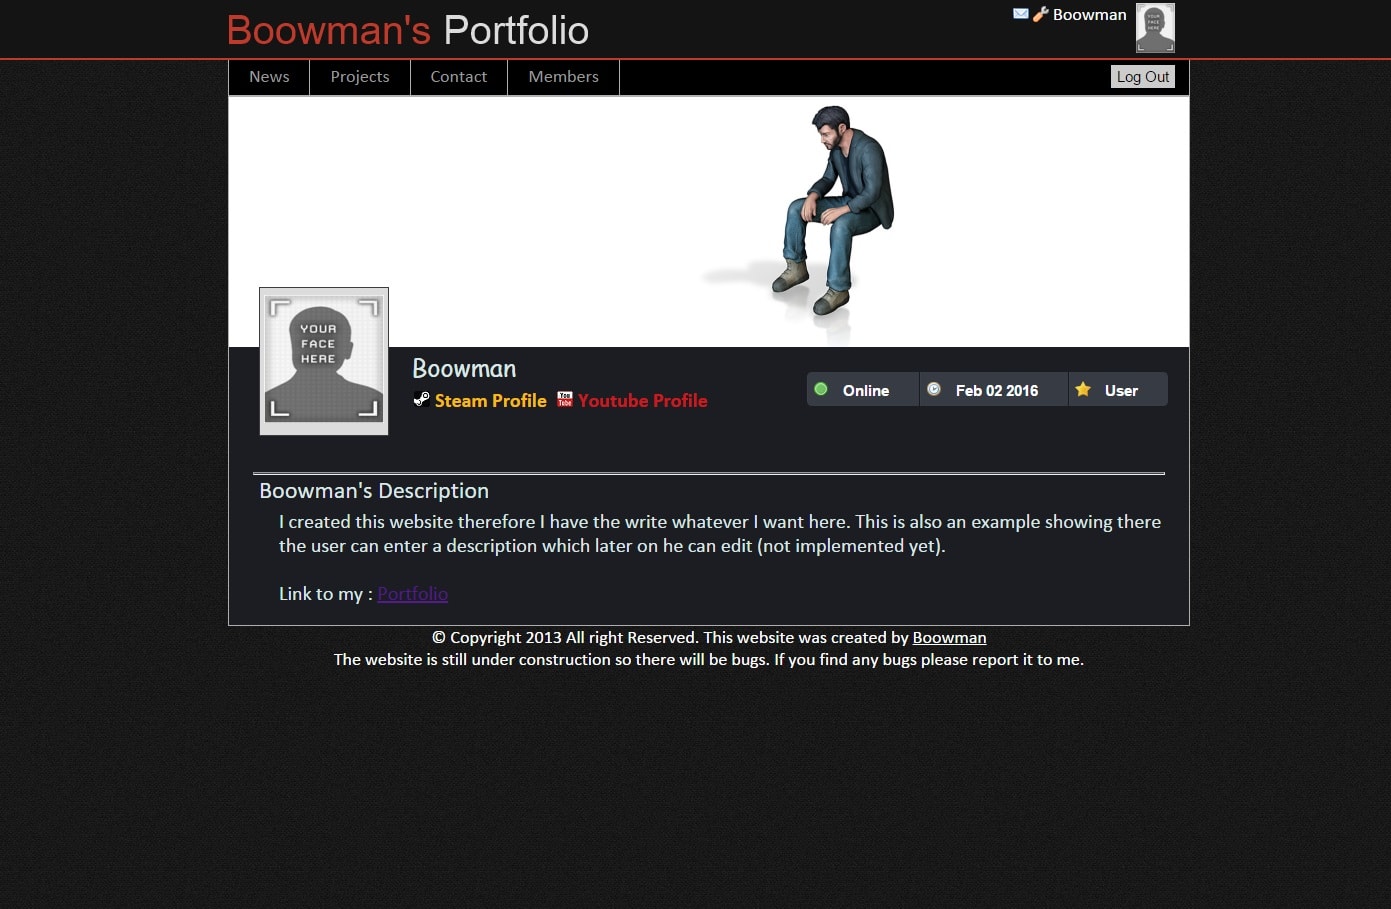 Boowman's Portfolio
Boowman
YOUR
FACE
HERE
News Projects Contact Members Log Out
YOUR
FACE
HERE
Boowman
Steam Profile You Tube Youtube Profile
Online Feb 02 2016 User
Boowman's Description
I created this website therefore I have the write whatever I want here. This is also an example showing there
the user can enter a description which later on he can edit (not implemented yet).
Link to my : Portfolio
© Copyright 2013 All right Reserved. This website was created by Boowman
The website is still under construction so there will be bugs. If you find any bugs please report it to me.